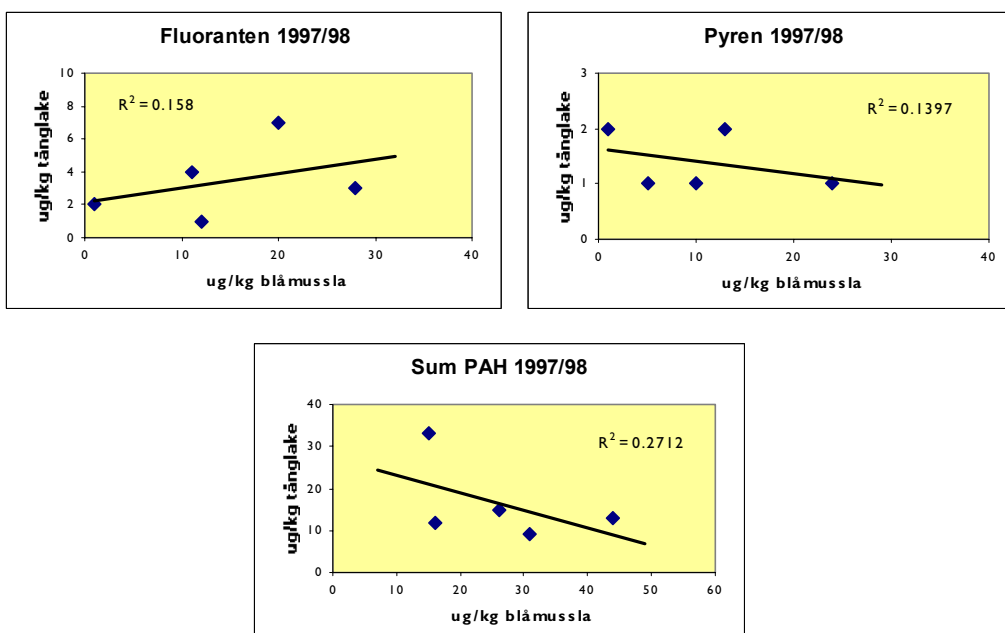 Fluoranten 1997/98
R² = 0.158
ug/kg tånglake
10
8
6
4
2
0
0 10 20 30 40
ug/kg blåmussla
Pyren 1997/98
R² = 0.1397
ug/kg tånglake
3
2
1
0
0 10 20 30 40
ug/kg blåmussla
Sum PAH 1997/98
R² = 0.2712
ug/kg tånglake
40
30
20
10
0
0 10 20 30 40 50 60
ug/kg blåmussla